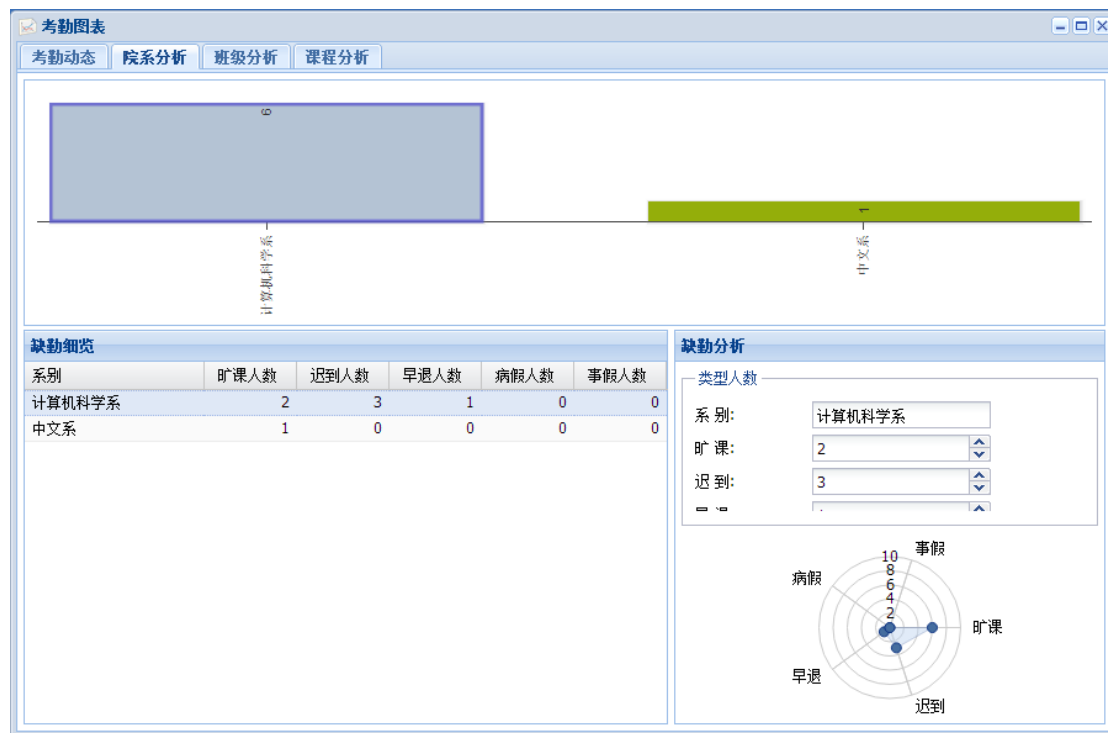 考勤图表
考勤动态 院系分析 班级分析 课程分析
6
1
计算机科学系
中文系
缺勤细览
系别 旷课人数 迟到人数 早退人数 病假人数 事假人数
计算机科学系 2 3 1 0 0
中文系 1 0 0 0 0
缺勤分析
类型人数
系 别: 计算机科学系
旷 课: 2
迟 到: 3
事假
10
8
6
4
2
病假
旷课
早退
迟到